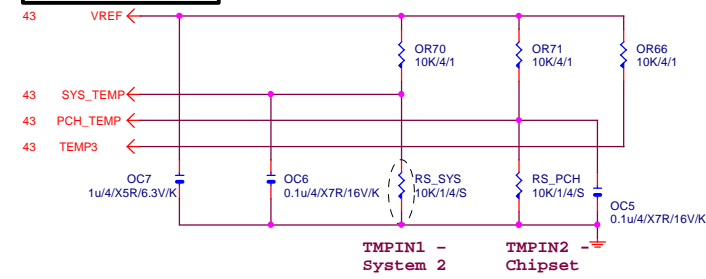 43 VREF
OR70
10K/4/1
OR71
10K/4/1
OR66
10K/4/1
43 SYS_TEMP
43 PCH_TEMP
43 TEMP3
OC7
1u/4/X5R/6.3V/K
OC6
0.1u/4/X7R/16V/K
RS_SYS
10K/1/4/S
RS_PCH
10K/1/4/S
OC5
0.1u/4/X7R/16V/K
TMPIN1 -
System 2
TMPIN2 -
Chipset